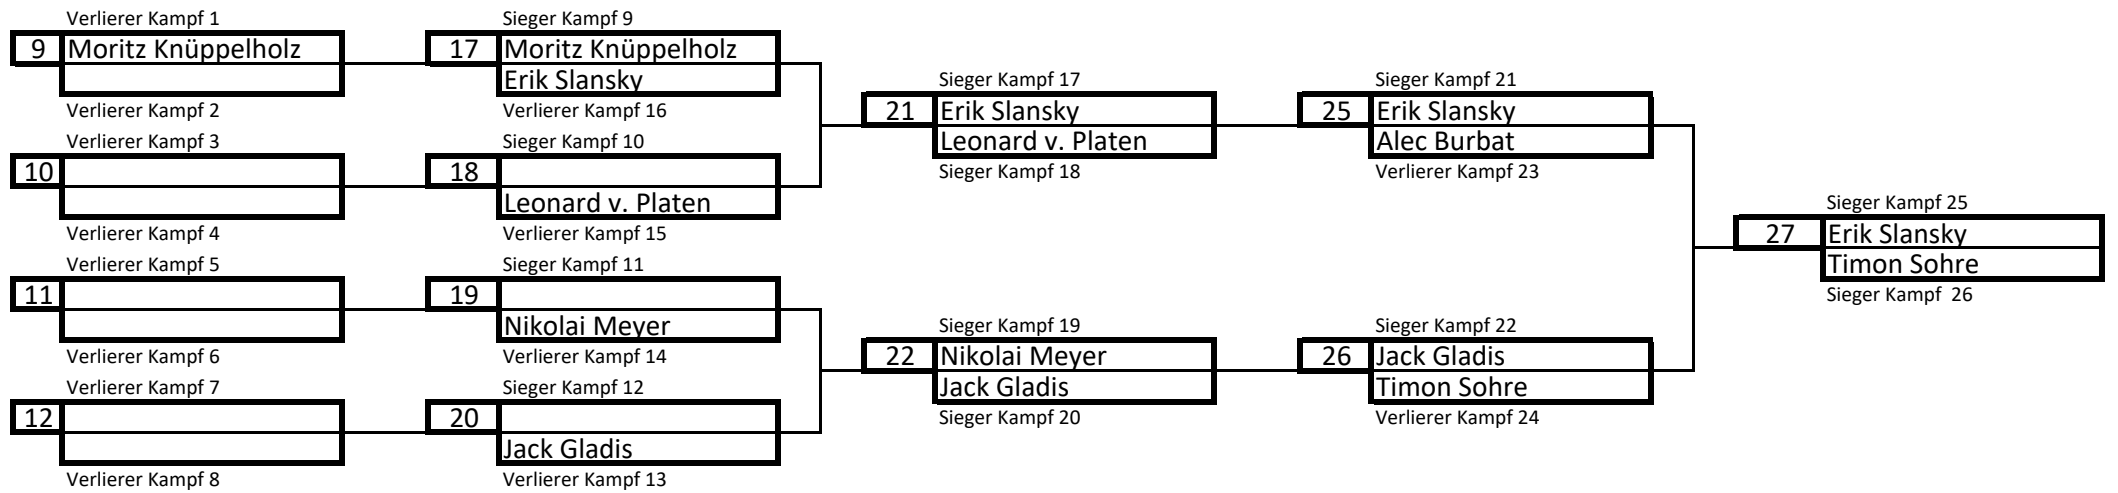 Verlierer Kampf 1
9 Moritz Knüppelholz
Verlierer Kampf 2
Verlierer Kampf 3
10
Verlierer Kampf 4
Verlierer Kampf 5
11
Verlierer Kampf 6
Verlierer Kampf 7
12
Verlierer Kampf 8
Sieger Kampf 9
17 Moritz Knüppelholz
Erik Slansky
Verlierer Kampf 16
Sieger Kampf 10
18
Leonard v. Platen
Verlierer Kampf 15
Sieger Kampf 11
19
Nikolai Meyer
Verlierer Kampf 14
Sieger Kampf 12
20
Jack Gladis
Verlierer Kampf 13
Sieger Kampf 17
21 Erik Slansky
Leonard v. Platen
Sieger Kampf 18
Sieger Kampf 19
22 Nikolai Meyer
Jack Gladis
Sieger Kampf 20
Sieger Kampf 21
25 Erik Slansky
Alec Burbat
Verlierer Kampf 23
Sieger Kampf 22
26 Jack Gladis
Timon Sohre
Verlierer Kampf 24
Sieger Kampf 25
27 Erik Slansky
Timon Sohre
Sieger Kampf 26